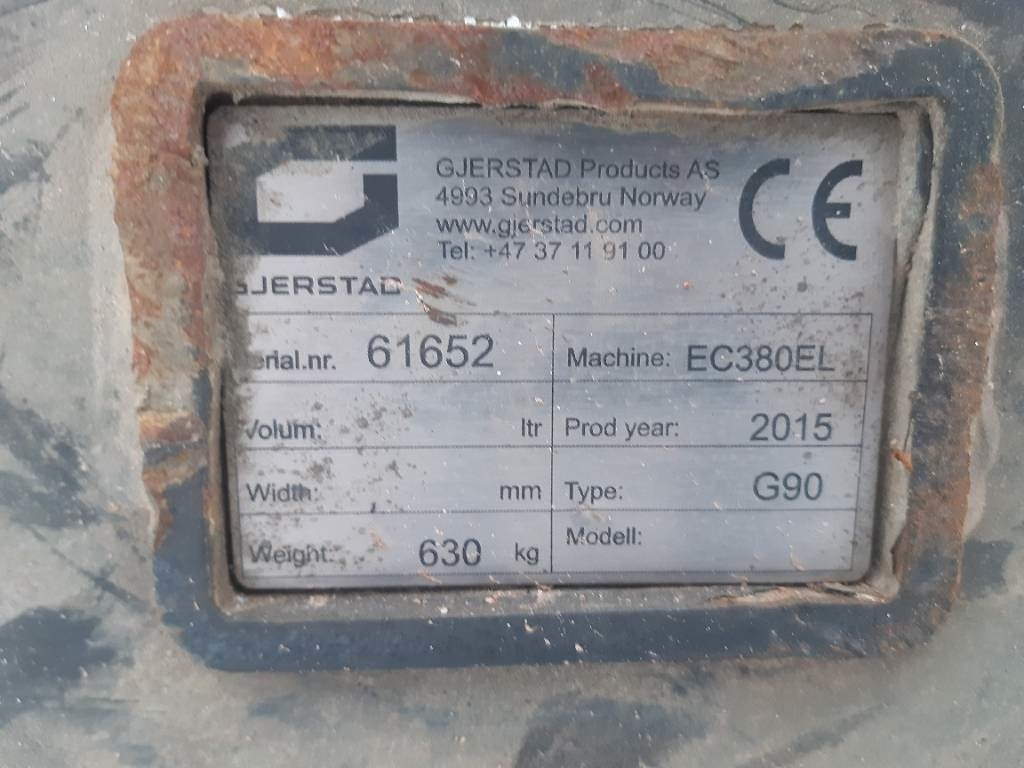 GJERSTAD Products AS
4993 Sundebru Norway
www.gjerstad.com
Tel: +47 37 11 91 00
CE
GJERSTAD
Serial.nr. 61652
Machine: EC380EL
Volum: ltr
Prod year: 2015
Width: mm
Type: G90
Weight: 630 kg
Modell: